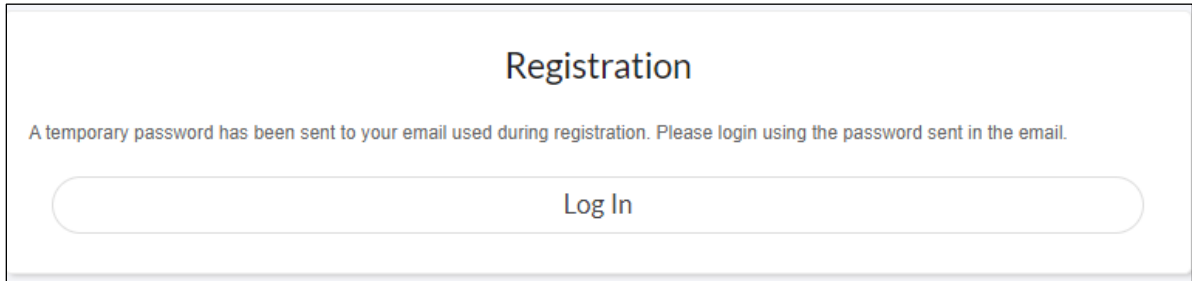 Registration
A temporary password has been sent to your email used during registration. Please login using the password sent in the email.
Log In